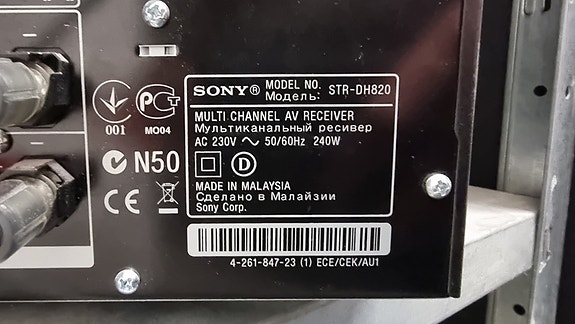 SONY® MODEL NO. STR-DH820
Модель:
MULTI CHANNEL AV RECEIVER
Мультиканальный ресивер
AC 230V ~ 50/60Hz 240W
D
MADE IN MALAYSIA
Сделано в Малайзии
Sony Corp.
001
МО04
N50
CE
4-261-847-23 (1) ECE/CEK/AU1